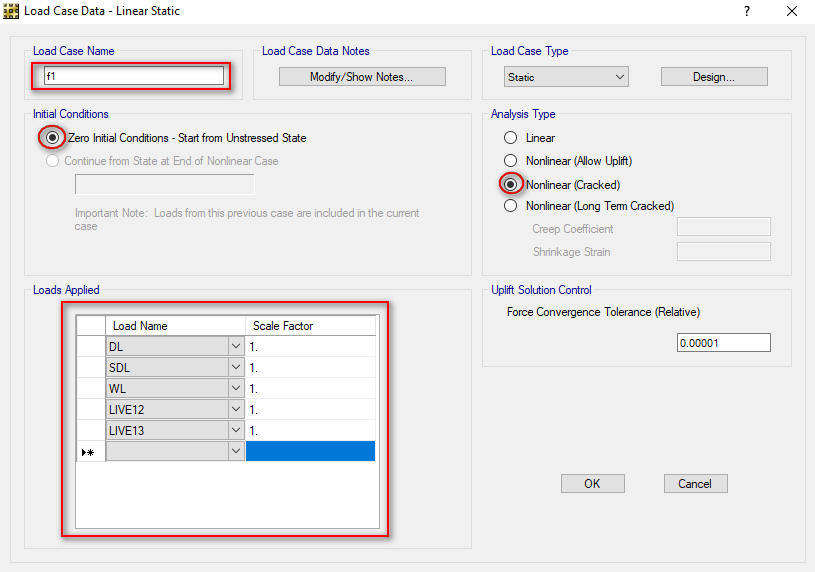 Load Case Data - Linear Static
?
Load Case Name
f1
Load Case Data Notes
Modify/Show Notes...
Load Case Type
Static
Design...
Initial Conditions
Zero Initial Conditions - Start from Unstressed State
Continue from State at End of Nonlinear Case
Important Note: Loads from this previous case are included in the current
case
Analysis Type
Linear
Nonlinear (Allow Uplift)
Nonlinear (Cracked)
Nonlinear (Long Term Cracked)
Creep Coefficient
Shrinkage Strain
Loads Applied
Load Name Scale Factor
DL 1.
SDL 1.
WL 1.
LIVE12 1.
LIVE13 1.
Uplift Solution Control
Force Convergence Tolerance (Relative)
0.00001
OK Cancel